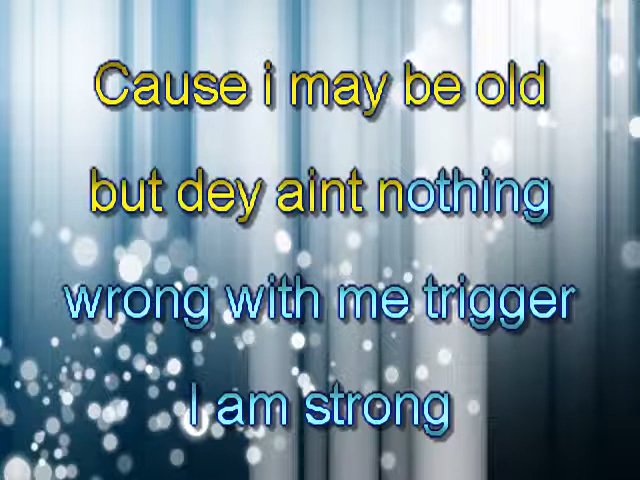 Cause i may be old
but dey aint nothing
wrong with me trigger
I am strong